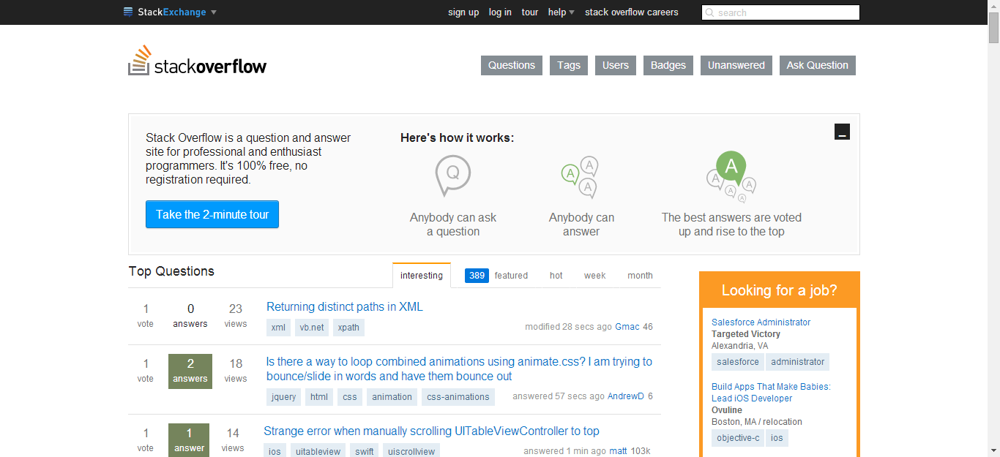 StackExchange
sign up log in tour help stack overflow careers search
stackoverflow
Questions Tags Users Badges Unanswered Ask Question
Stack Overflow is a question and answer
site for professional and enthusiast
programmers. It's 100% free, no
registration required.
Take the 2-minute tour
Here's how it works:
Q
Anybody can ask
a question
A
A
A
Anybody can
answer
A
A
A
A
A
The best answers are voted
up and rise to the top
Top Questions
interesting 389 featured hot week month
1 0 23
vote answers views
Returning distinct paths in XML
xml vb.net xpath
modified 28 secs ago Gmac 46
1 2 18
vote answers views
Is there a way to loop combined animations using animate.css? I am trying to
bounce/slide in words and have them bounce out
jquery html css animation css-animations
answered 57 secs ago AndrewD 6
1 1 14
vote answer views
Strange error when manually scrolling UITableViewController to top
ios uitableview swift uiscrollview
answered 1 min ago matt 103k
Looking for a job?
Salesforce Administrator
Targeted Victory
Alexandria, VA
salesforce administrator
Build Apps That Make Babies:
Lead iOS Developer
Ovuline
Boston, MA / relocation
objective-c ios